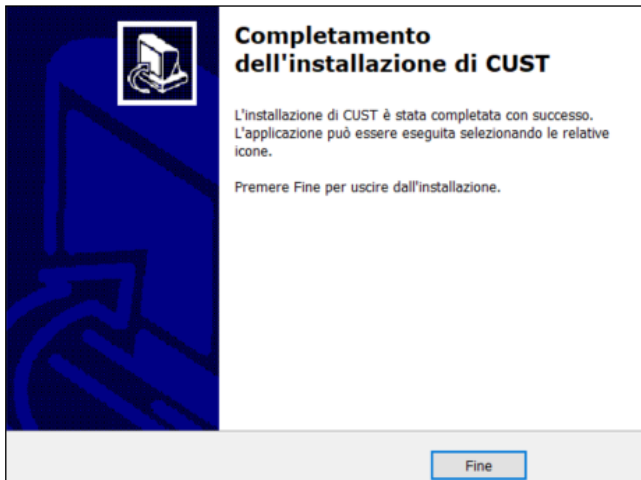 Completamento
dell'installazione di CUST
L'installazione di CUST è stata completata con successo.
L'applicazione può essere eseguita selezionando le relative
icone.
Premere Fine per uscire dall'installazione.
Fine